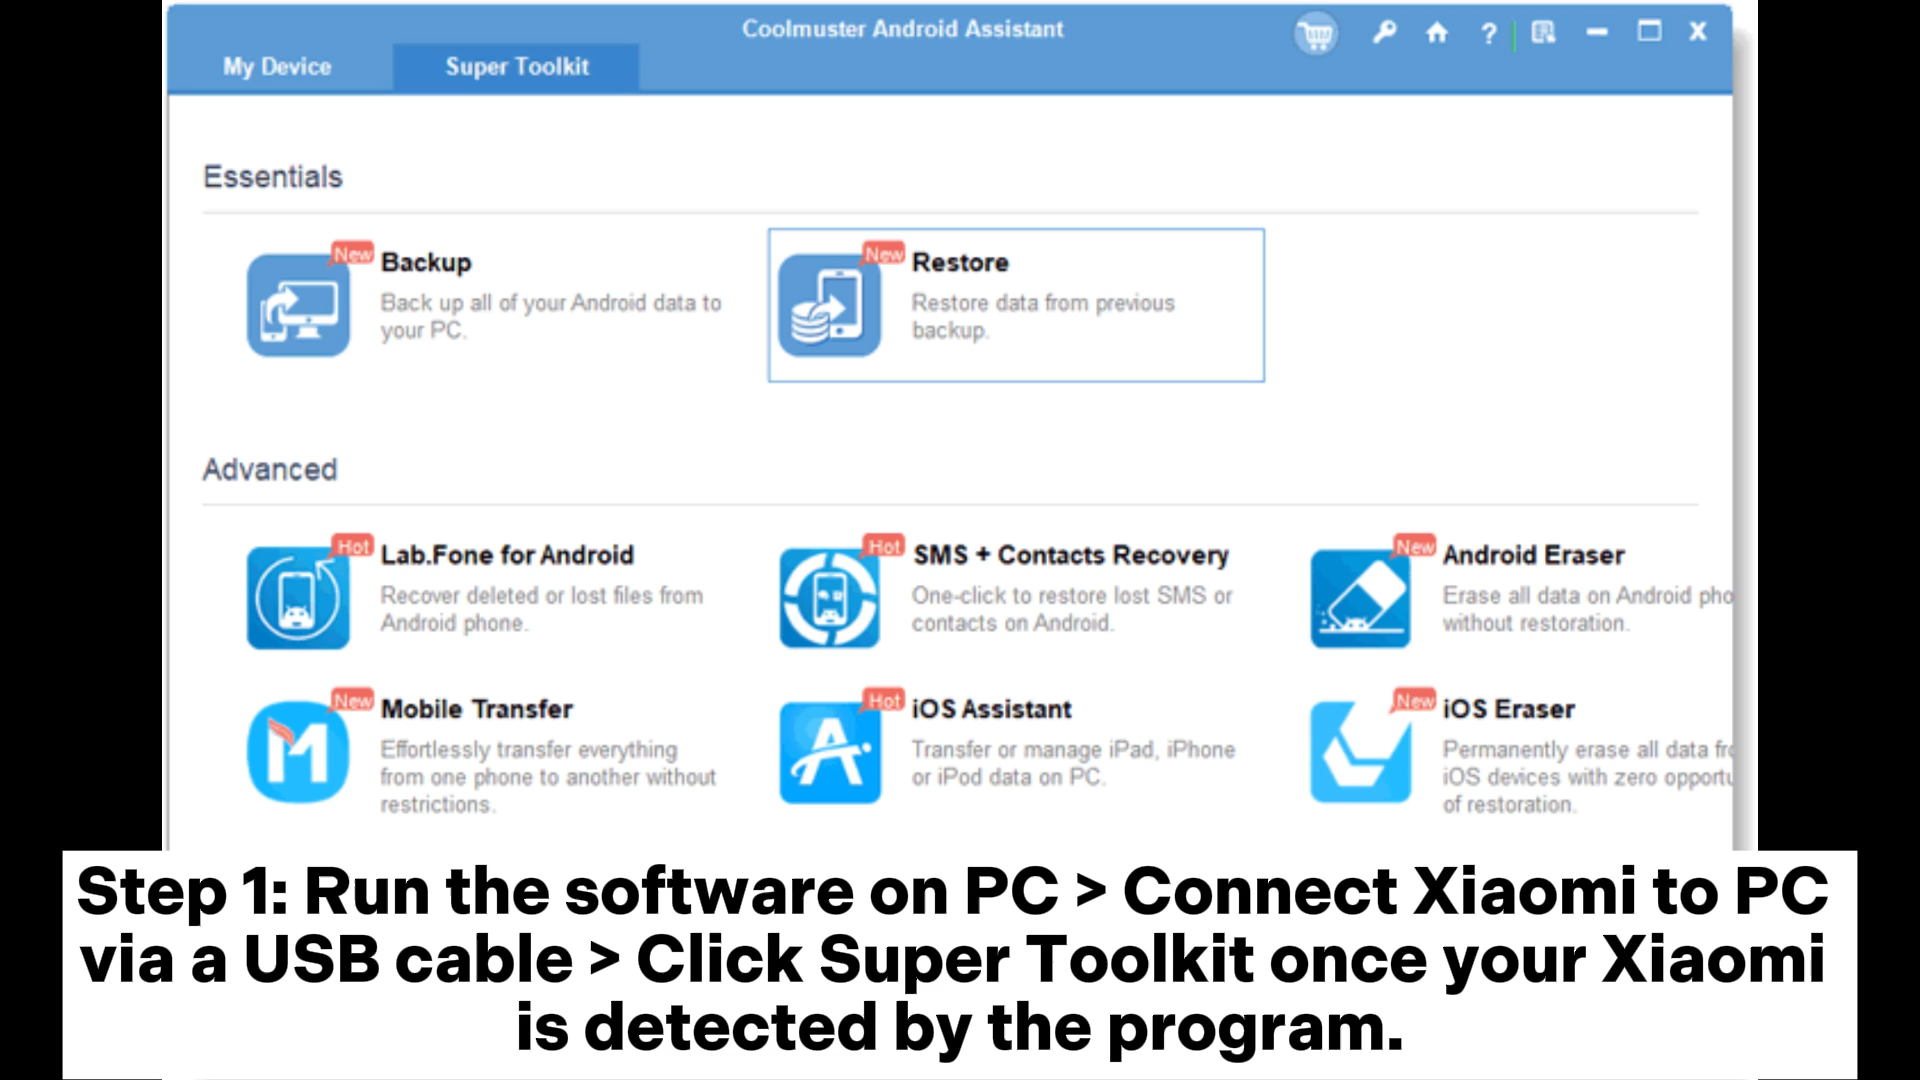 Coolmuster Android Assistant
?
My Device
Super Toolkit
Essentials
New
Backup
Back up all of your Android data to
your PC.
New
Restore
Restore data from previous
backup.
Advanced
Hot
Lab.Fone for Android
Recover deleted or lost files from
Android phone.
Hot
SMS + Contacts Recovery
One-click to restore lost SMS or
contacts on Android.
New
Android Eraser
Erase all data on Android pho
without restoration.
New
Mobile Transfer
Effortlessly transfer everything
from one phone to another without
restrictions.
Hot
iOS Assistant
Transfer or manage iPad, iPhone
or iPod data on PC.
New
iOS Eraser
Permanently erase all data fro
iOS devices with zero opportu
of restoration.
Step 1: Run the software on PC > Connect Xiaomi to PC
via a USB cable > Click Super Toolkit once your Xiaomi
is detected by the program.